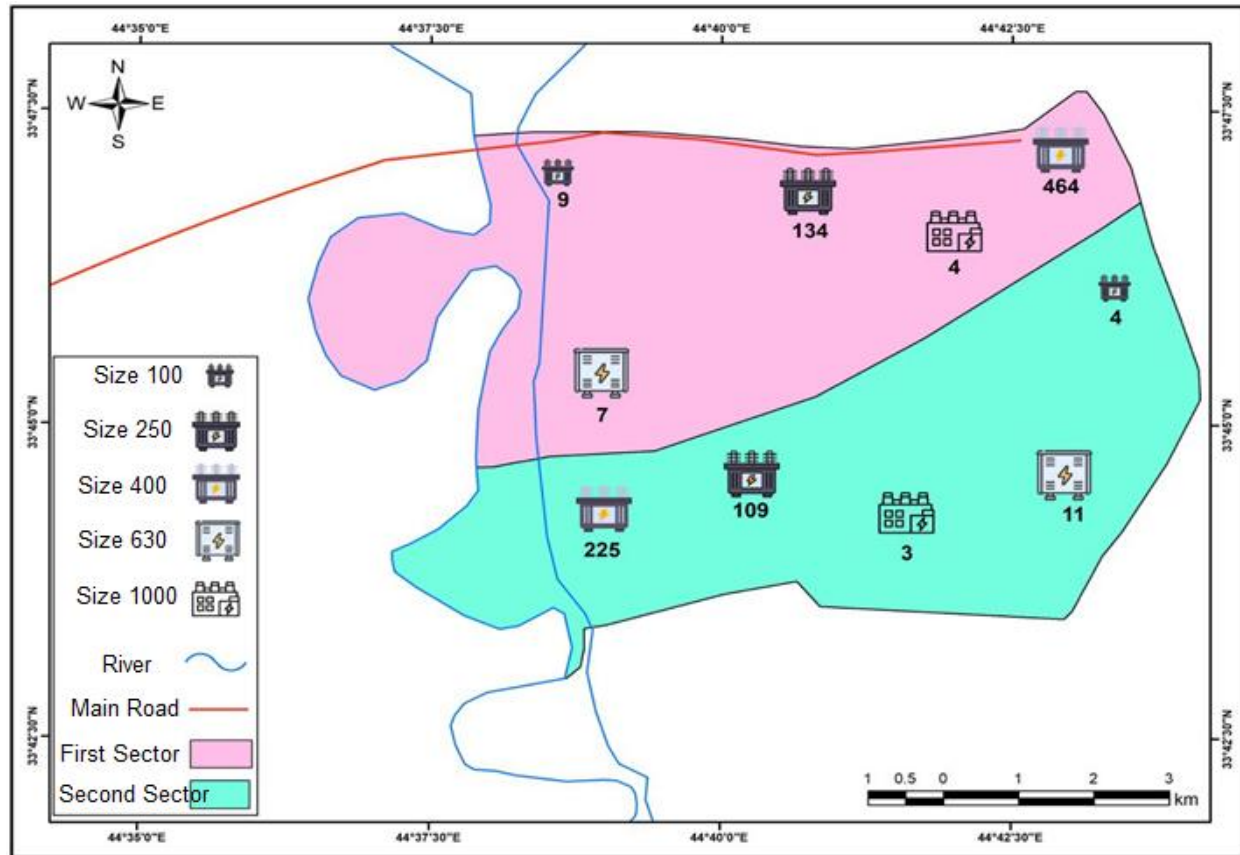 44°35'0"E 44°37'30"E 44°40'0"E 44°42'30"E
N
W E
S
33°47'30"N 33°47'30"N
464
9
134
4
4
Size 100
7
Size 250
33°45'0"N 33°45'0"N
Size 400
109
11
225
3
Size 630
Size 1000
River
Main Road
33°42'30"N 33°42'30"N
First Sector
Second Sector
1 0.5 0 1 2 3
km
44°35'0"E 44°37'30"E 44°40'0"E 44°42'30"E